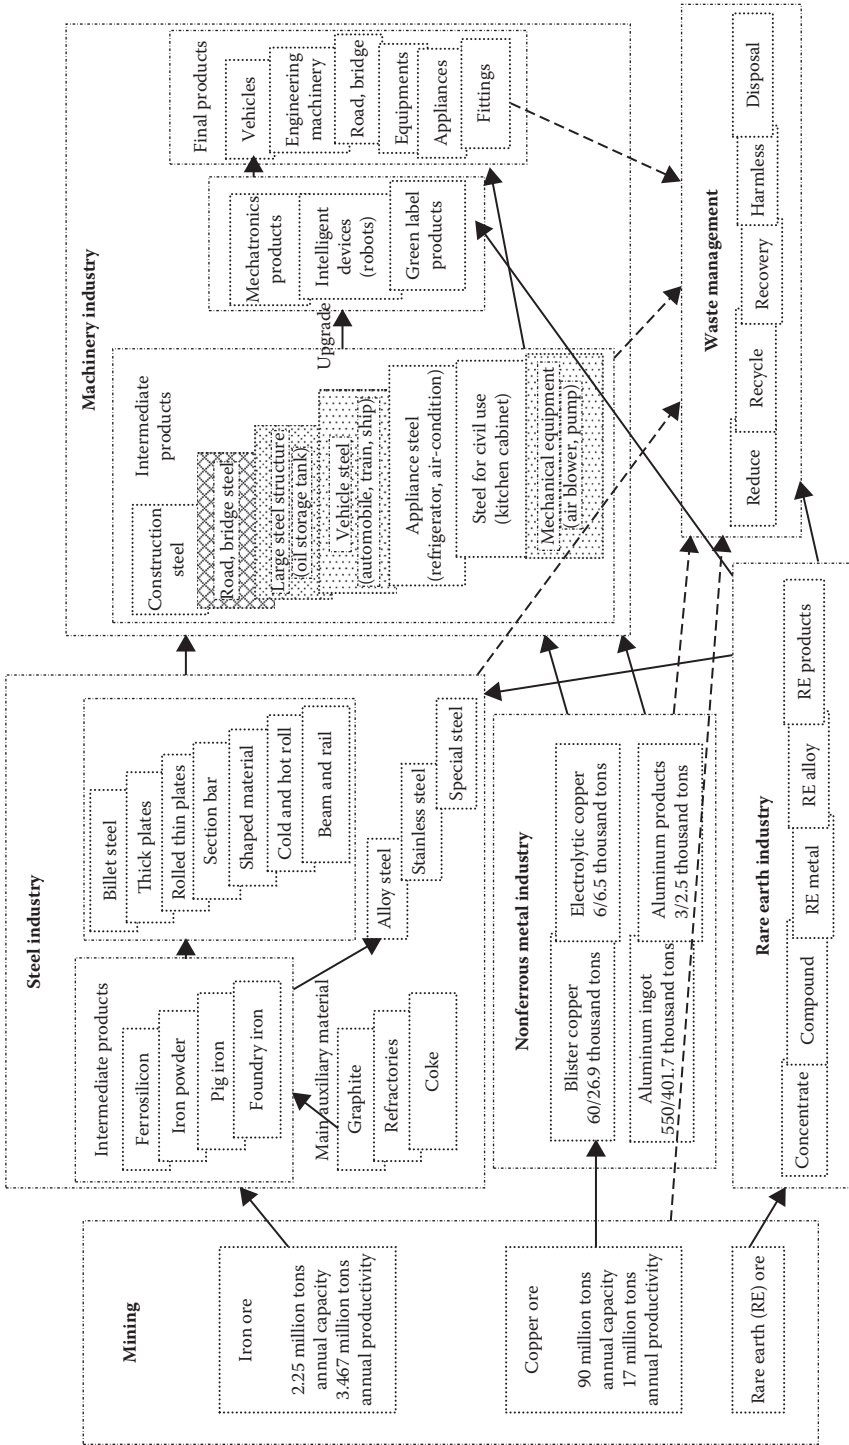 Mining
Iron ore
2.25 million tons
annual capacity
3.467 million tons
annual productivity
Copper ore
90 million tons
annual capacity
17 million tons
annual productivity
Rare earth (RE) ore
Steel industry
Intermediate products
Ferrosilicon
Iron powder
Pig iron
Foundry iron
Main auxiliary material
Graphite
Refractories
Coke
Billet steel
Thick plates
Rolled thin plates
Section bar
Shaped material
Cold and hot roll
Beam and rail
Alloy steel
Stainless steel
Special steel
Nonferrous metal industry
Blister copper
60/26.9 thousand tons
Electrolytic copper
6/6.5 thousand tons
Aluminum ingot
550/401.7 thousand tons
Aluminum products
3/2.5 thousand tons
Rare earth industry
Concentrate
Compound
RE metal
RE alloy
RE products
Machinery industry
Intermediate
products
Construction
steel
Road, bridge steel
Large steel structure
(oil storage tank)
Vehicle steel
(automobile, train, ship)
Appliance steel
(refrigerator, air-condition)
Steel for civil use
(kitchen cabinet)
Mechanical equipment
(air blower, pump)
Upgrade
Mechatronics
products
Intelligent
devices
(robots)
Green label
products
Final products
Vehicles
Engineering
machinery
Road, bridge
Equipments
Appliances
Fittings
Waste management
Reduce
Recycle
Recovery
Harmless
Disposal